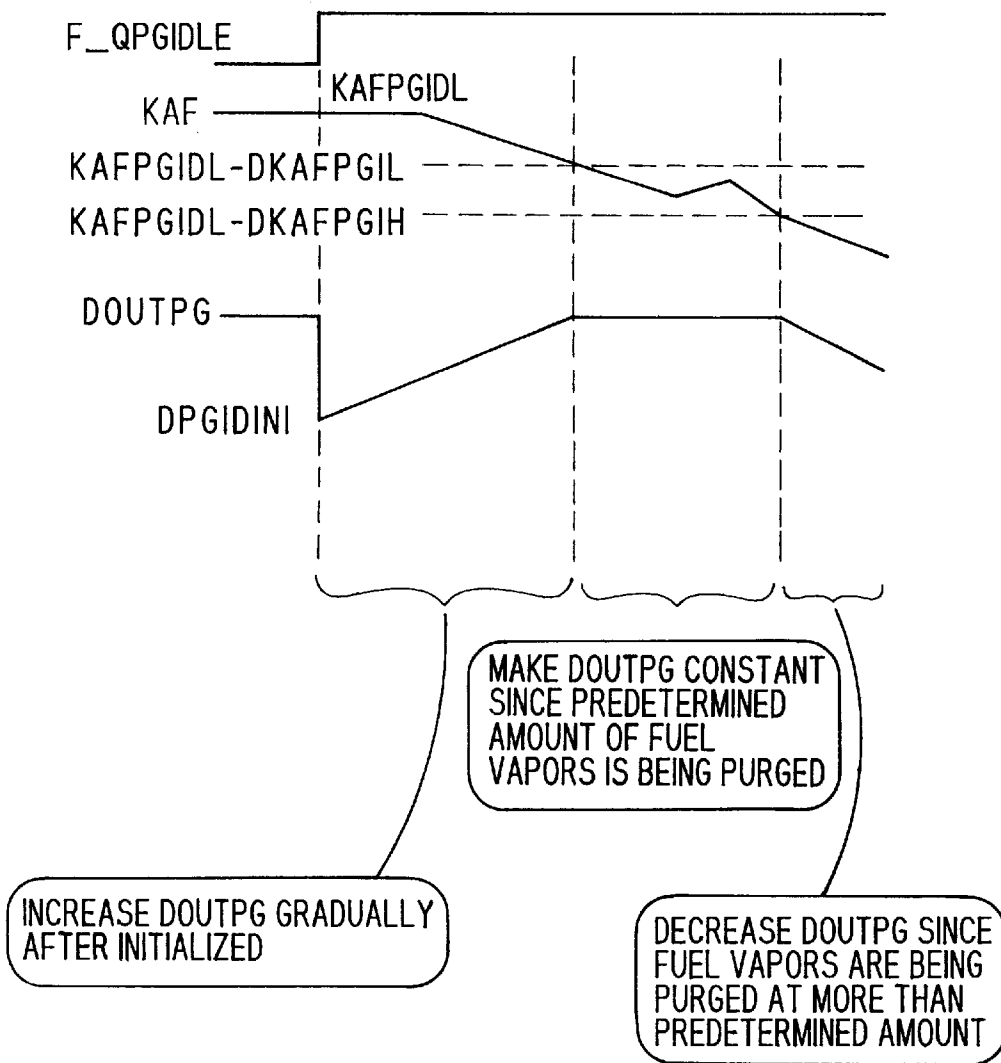 F_QPGIDLE
KAFPGIDL
KAF
KAFPGIDL-DKAFPGIL
KAFPGIDL-DKAFPGIH
DOUTPG
DPGIDINI
MAKE DOUTPG CONSTANT
SINCE PREDETERMINED
AMOUNT OF FUEL
VAPORS IS BEING PURGED
INCREASE DOUTPG GRADUALLY
AFTER INITIALIZED
DECREASE DOUTPG SINCE
FUEL VAPORS ARE BEING
PURGED AT MORE THAN
PREDETERMINED AMOUNT